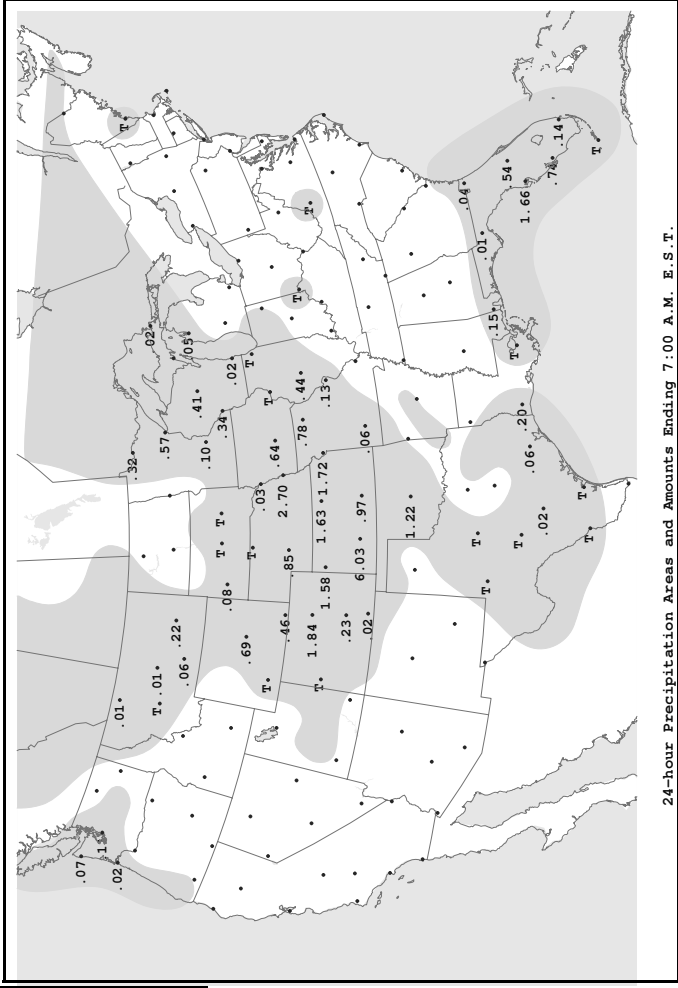 .07
1
.02
.01
T
T .01
.22
.06
.32
.02
.57
05
.41
.10
.34
T
T
.02
.08
.69
T
T
.03
T
T
.64
2.70
.46
.85
T
.44
.78
T
1.84
T
1.63
1.72
.13
1.58
.23
6.03
.97
.06
.02
1.22
.04
T
.01
T
.15
54
T
T
.20
1.66
.06
.02
.14
T
T
T
24-hour Precipitation Areas and Amounts Ending 7:00 A.M. E.S.T.